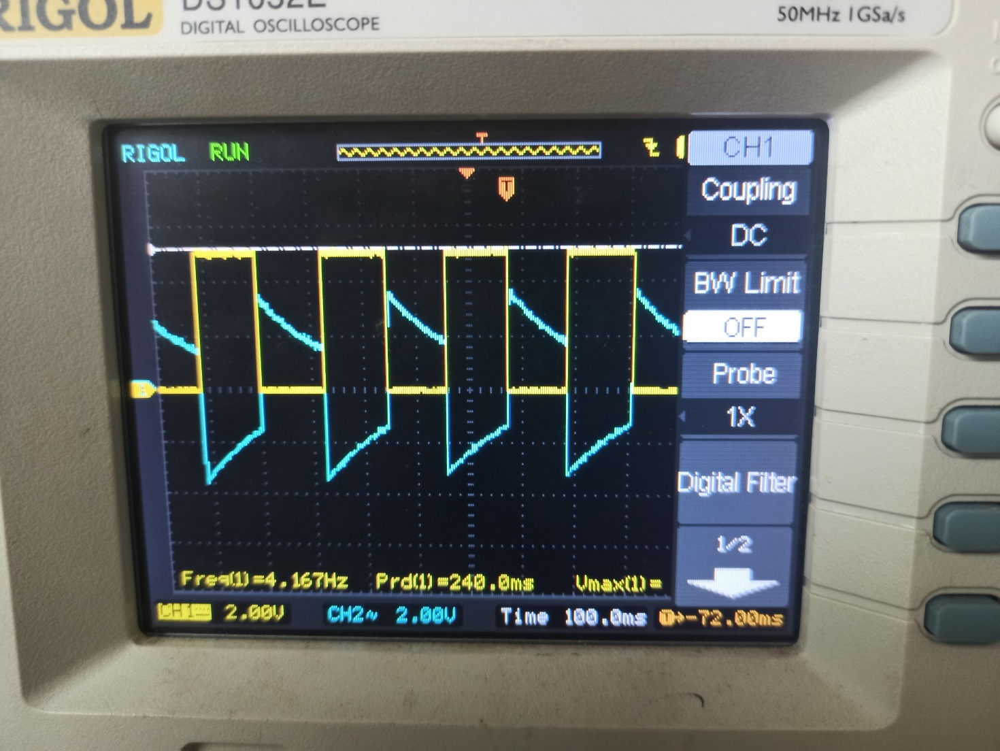 RIGOL DS1052E 50MHz 1GSa/s
DIGITAL OSCILLOSCOPE
RIGOL RUN T CH1
T
Coupling
DC
BW Limit
OFF
Probe
1X
Digital Filter
1/2
Freq(1)=4.167Hz Prd(1)=240.0ms Vmax(1)=
CH1 2.00V CH2 2.00V Time 100.0ms T→-72.00ms